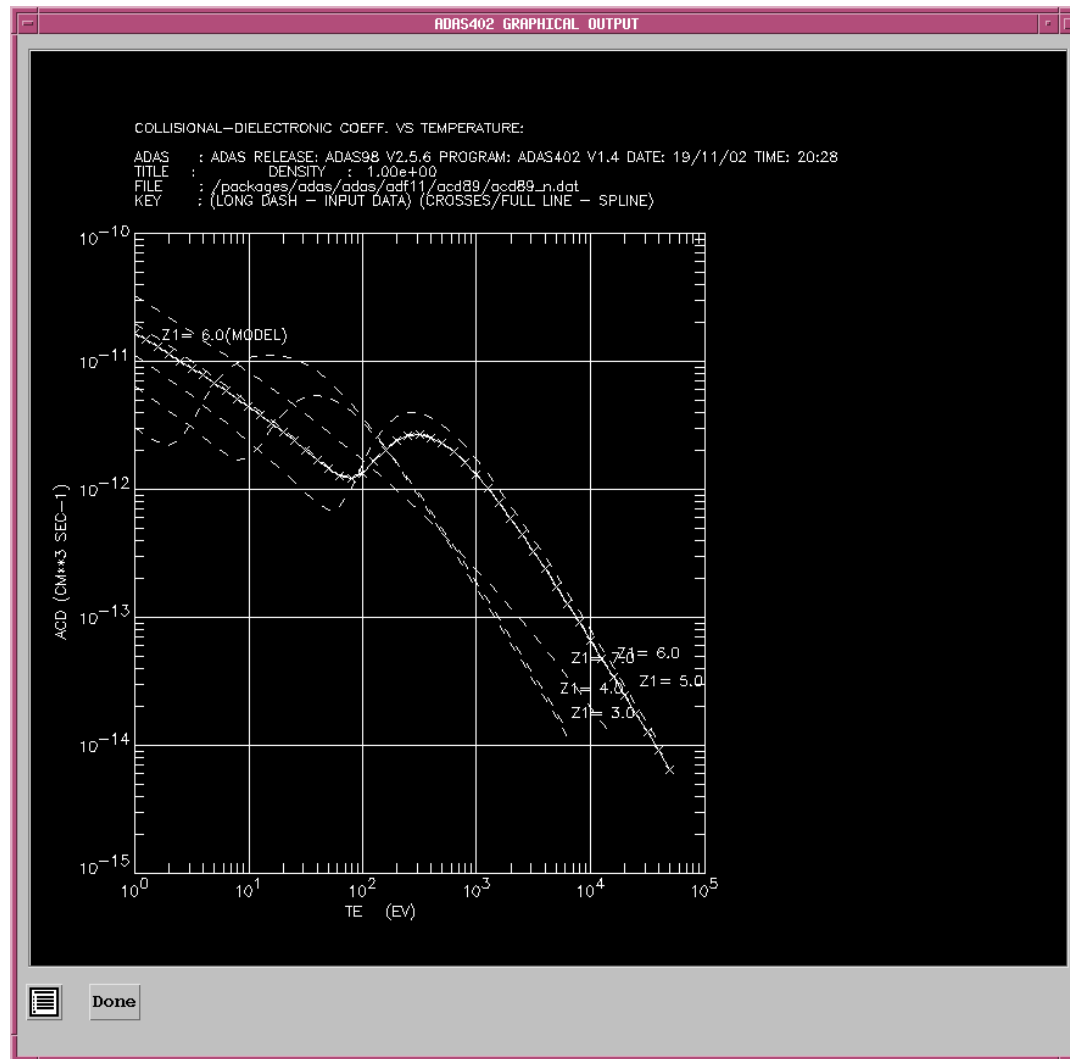 ADAS402 GRAPHICAL OUTPUT
COLLISIONAL-DIELECTRONIC COEFF. VS TEMPERATURE:
ADAS : ADAS RELEASE: ADAS98 V2.5.6 PROGRAM: ADAS402 V1.4 DATE: 19/11/02 TIME: 20:28
TITLE : DENSITY : 1.00e+00
FILE : /packages/adas/adas/adf11/acd89/acd89_n.dat
KEY : (LONG DASH - INPUT DATA) (CROSSES/FULL LINE - SPLINE)
10^-10
Z1= 6.0(MODEL)
10^-11
10^-12
ACD (CM**3 SEC-1)
10^-13
Z1= 7.0
Z1= 6.0
Z1= 4.0
Z1= 5.0
Z1= 3.0
10^-14
10^-15
10^0 10^1 10^2 10^3 10^4 10^5
TE (EV)
Done